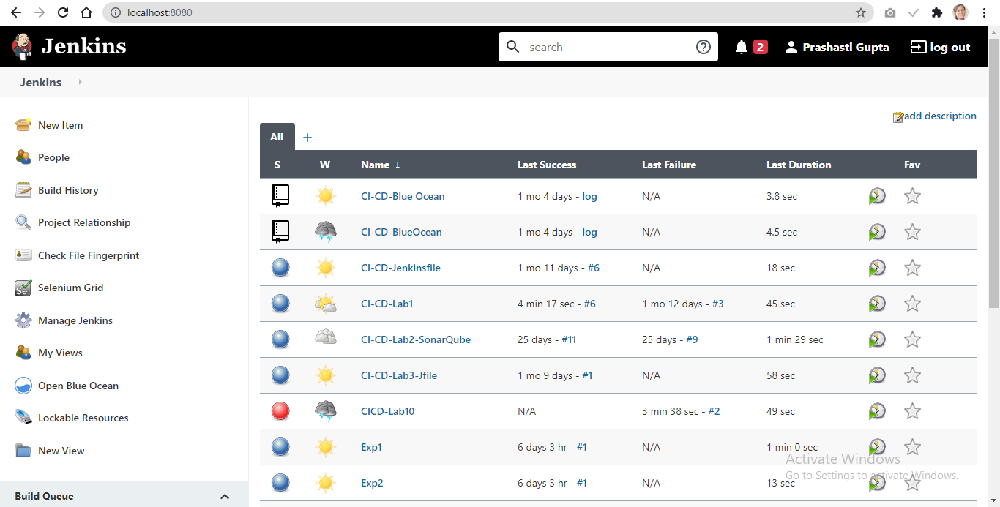 localhost:8080
Jenkins
search
2
Prashasti Gupta
log out
Jenkins
add description
New Item
People
Build History
Project Relationship
Check File Fingerprint
Se
Selenium Grid
Manage Jenkins
My Views
Open Blue Ocean
Lockable Resources
New View
Build Queue
All +
S W Name ↓ Last Success Last Failure Last Duration Fav
CI-CD-Blue Ocean 1 mo 4 days - log N/A 3.8 sec
CI-CD-BlueOcean 1 mo 4 days - log N/A 4.5 sec
CI-CD-Jenkinsfile 1 mo 11 days - #6 N/A 18 sec
CI-CD-Lab1 4 min 17 sec - #6 1 mo 12 days - #3 45 sec
CI-CD-Lab2-SonarQube 25 days - #11 25 days - #9 1 min 29 sec
CI-CD-Lab3-Jfile 1 mo 9 days - #1 N/A 58 sec
CICD-Lab10 N/A 3 min 38 sec - #2 49 sec
Exp1 6 days 3 hr - #1 N/A 1 min 0 sec
Exp2 6 days 3 hr - #1 N/A 13 sec
Activate Windows
Go to Settings to activate Windows.